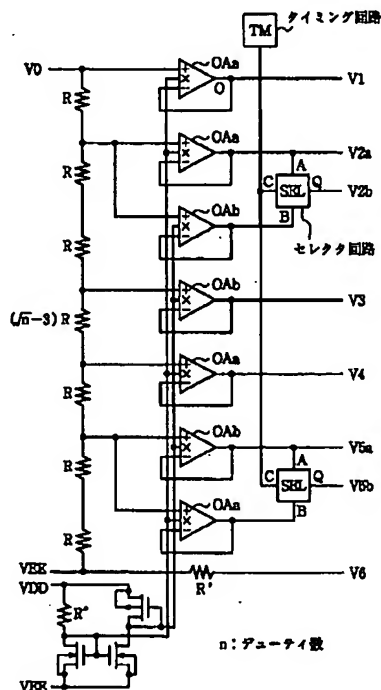 タイミング回路
TM
V0
OAa
O
V1
R
OAa
V2a
A
R
C
SEL
Q
V2b
OAb
B
セレクタ回路
R
OAb
V3
(√n-3) R
OAa
V4
R
OAb
V5a
A
R
C
SEL
Q
V5b
OAa
B
R
VEE
R'
V6
VDD
R"
n：デューティ数
VEE